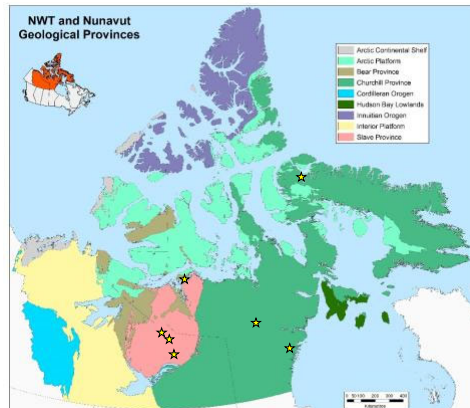 NWT and Nunavut
Geological Provinces
Arctic Continental Shelf
Arctic Platform
Bear Province
Churchill Province
Cordilleran Orogen
Hudson Bay Lowlands
Innuitian Orogen
Interior Platform
Slave Province
Kilometers